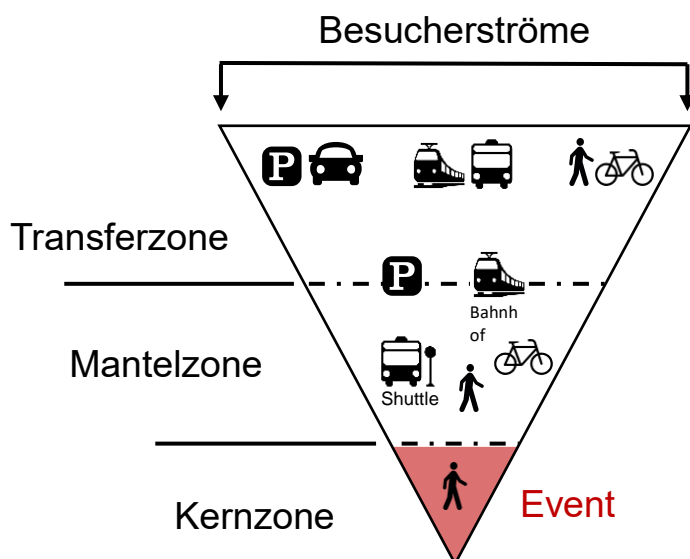 Besucherströme
P
Transferzone
P
Bahnh
of
Mantelzone
Shuttle
Kernzone
Event